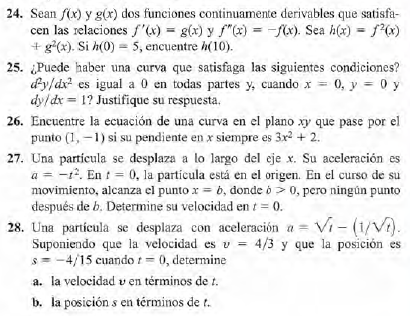 24. Sean f(x) y g(x) dos funciones continuamente derivables que satisfa-
cen las relaciones f′(x) = g(x) y f″(x) = −f(x). Sea h(x) = f²(x)
+ g²(x). Si h(0) = 5, encuentre h(10).
25. ¿Puede haber una curva que satisfaga las siguientes condiciones?
d²y/dx² es igual a 0 en todas partes y, cuando x = 0, y = 0 y
dy/dx = 1? Justifique su respuesta.
26. Encuentre la ecuación de una curva en el plano xy que pase por el
punto (1, −1) si su pendiente en x siempre es 3x² + 2.
27. Una partícula se desplaza a lo largo del eje x. Su aceleración es
a = −t². En t = 0, la partícula está en el origen. En el curso de su
movimiento, alcanza el punto x = b, donde b > 0, pero ningún punto
después de b. Determine su velocidad en t = 0.
28. Una partícula se desplaza con aceleración a = √t − (1/√t).
Suponiendo que la velocidad es v = 4/3 y que la posición es
s = −4/15 cuando t = 0, determine
a. la velocidad v en términos de t.
b. la posición s en términos de t.